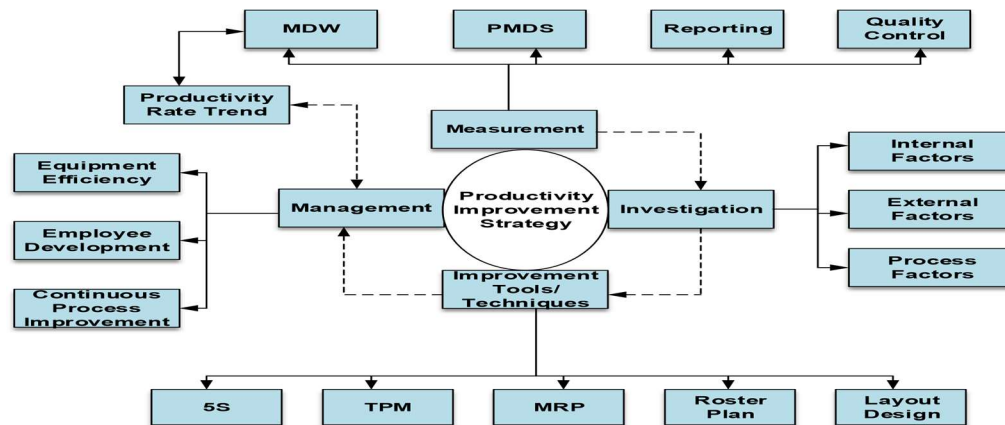 MDW
PMDS
Reporting
Quality
Control
Productivity
Rate Trend
Measurement
Internal
Factors
Equipment
Efficiency
Management
Productivity
Improvement
Strategy
Investigation
External
Factors
Employee
Development
Process
Factors
Improvement
Tools/
Techniques
Continuous
Process
Improvement
5S
TPM
MRP
Roster
Plan
Layout
Design